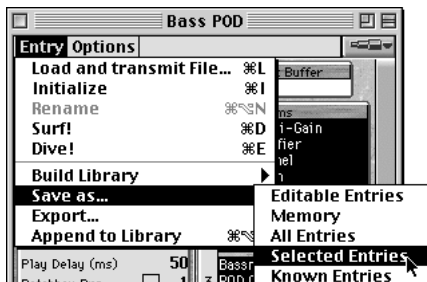 Bass POD
Entry Options
Load and transmit File... ⌘L
Buffer
Initialize ⌘I
Rename ⌘⌥N
Surf! ⌘D
i-Gain
Dive! ⌘E
fier
Build Library
Save as...
Editable Entries
Export...
Memory
Append to Library
All Entries
Selected Entries
Play Delay (ms) 50
Known Entries